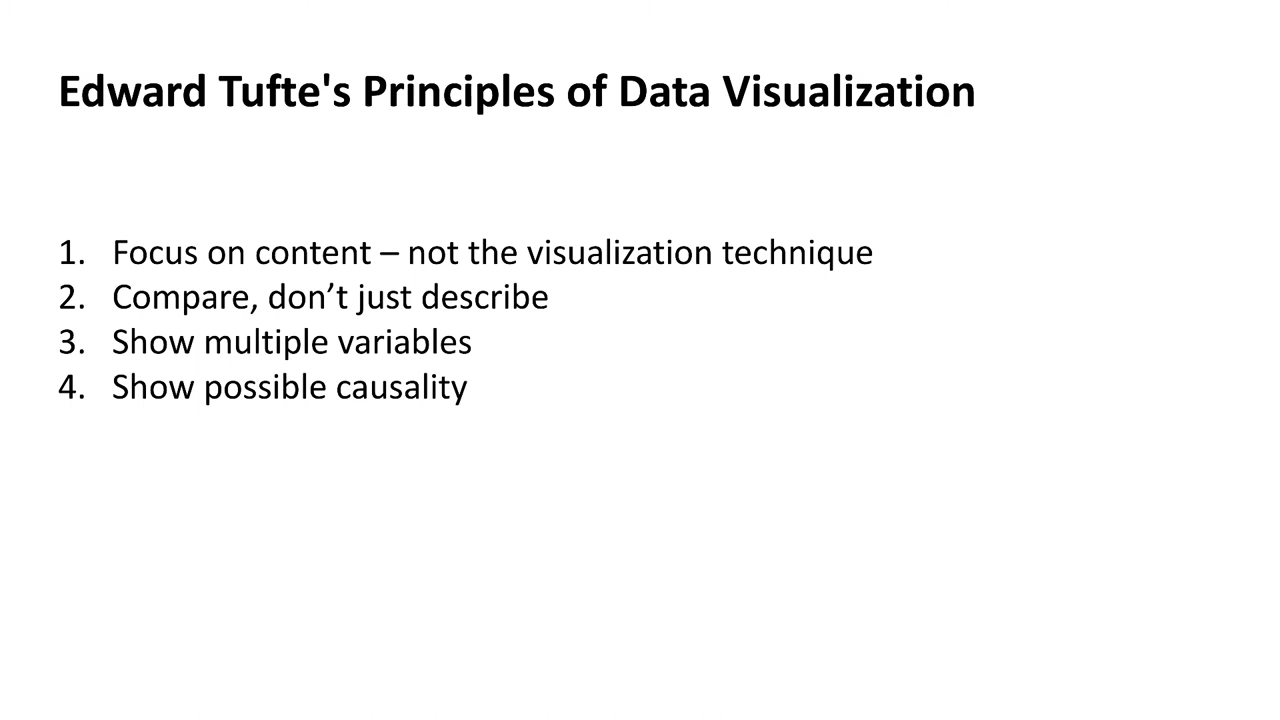 Edward Tufte's Principles of Data Visualization
1. Focus on content – not the visualization technique
2. Compare, don’t just describe
3. Show multiple variables
4. Show possible causality